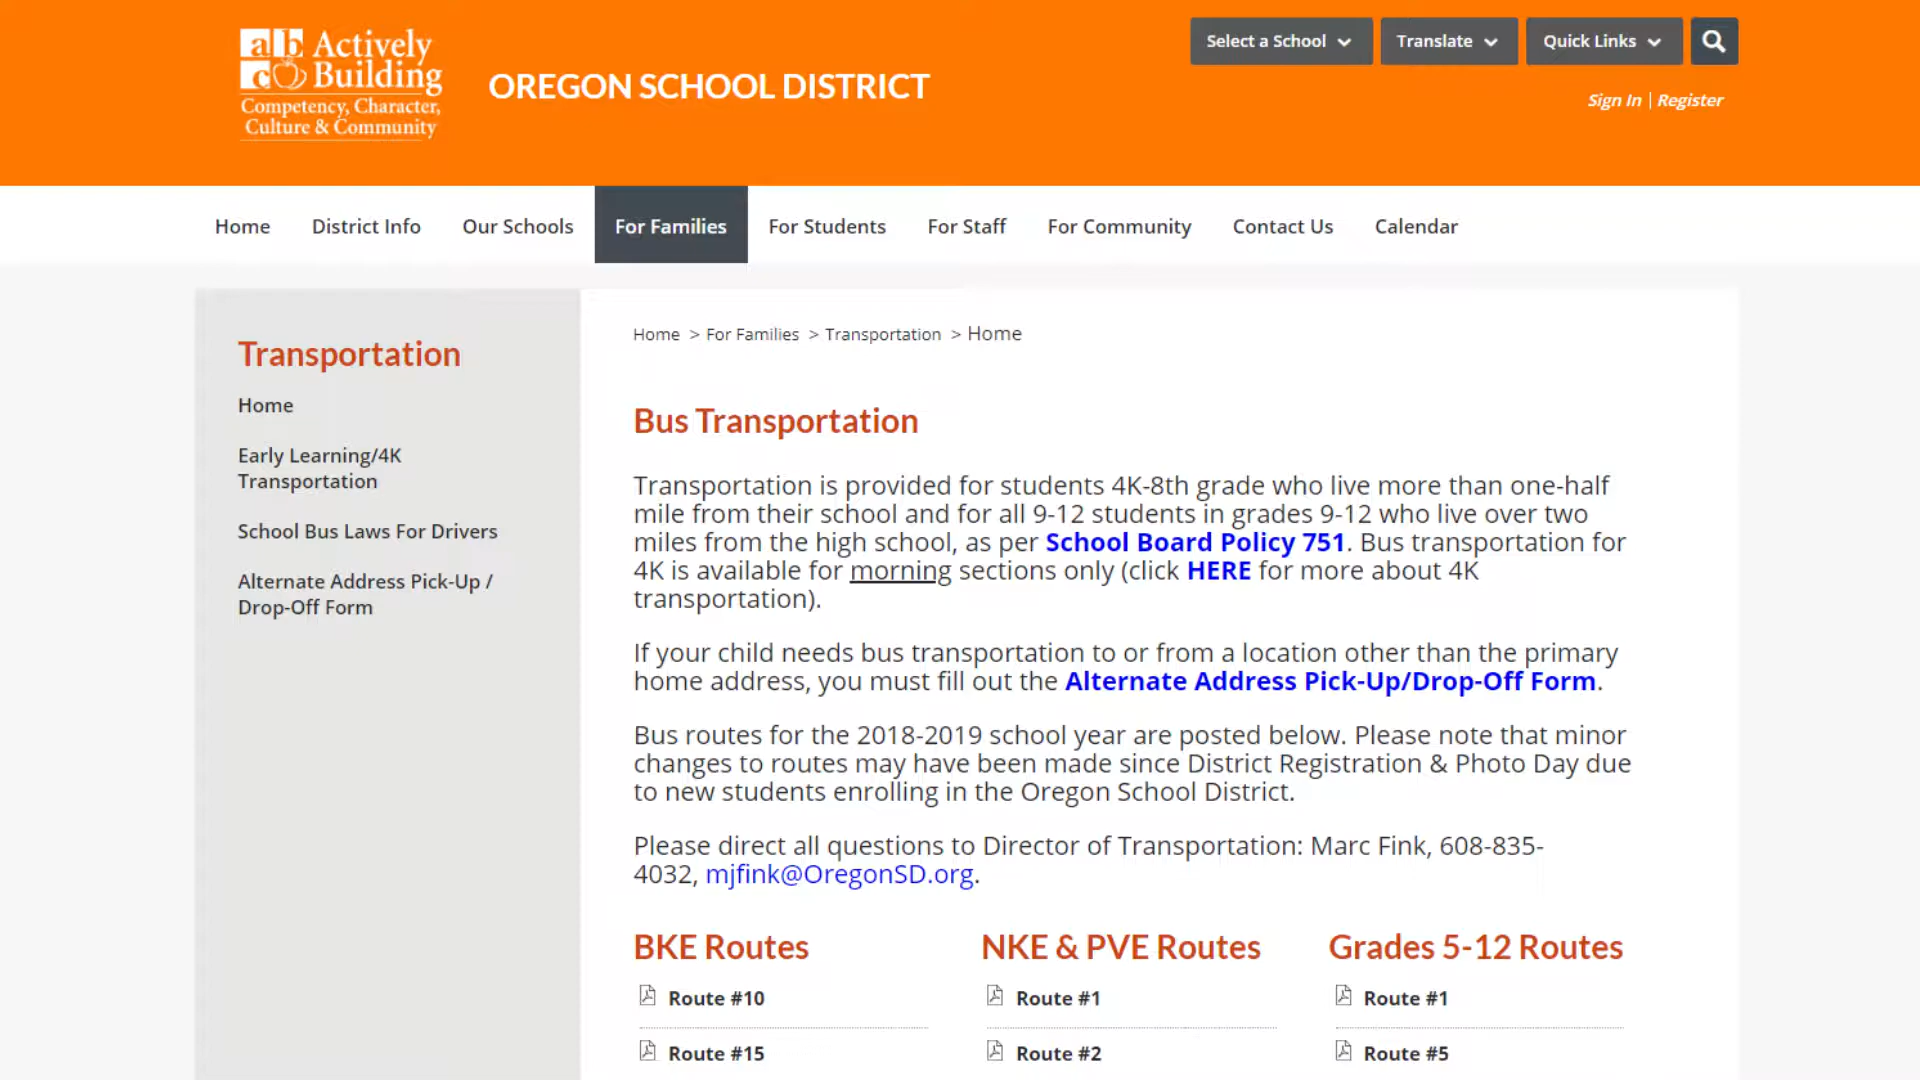 abc Actively
Building
Competency, Character,
Culture & Community
OREGON SCHOOL DISTRICT
Select a School
Translate
Quick Links
Sign In | Register
Home
District Info
Our Schools
For Families
For Students
For Staff
For Community
Contact Us
Calendar
Transportation
Home
Early Learning/4K
Transportation
School Bus Laws For Drivers
Alternate Address Pick-Up /
Drop-Off Form
Home > For Families > Transportation > Home
Bus Transportation
Transportation is provided for students 4K-8th grade who live more than one-half
mile from their school and for all 9-12 students in grades 9-12 who live over two
miles from the high school, as per School Board Policy 751. Bus transportation for
4K is available for morning sections only (click HERE for more about 4K
transportation).
If your child needs bus transportation to or from a location other than the primary
home address, you must fill out the Alternate Address Pick-Up/Drop-Off Form.
Bus routes for the 2018-2019 school year are posted below. Please note that minor
changes to routes may have been made since District Registration & Photo Day due
to new students enrolling in the Oregon School District.
Please direct all questions to Director of Transportation: Marc Fink, 608-835-
4032, mjfink@OregonSD.org.
BKE Routes
Route #10
Route #15
NKE & PVE Routes
Route #1
Route #2
Grades 5-12 Routes
Route #1
Route #5